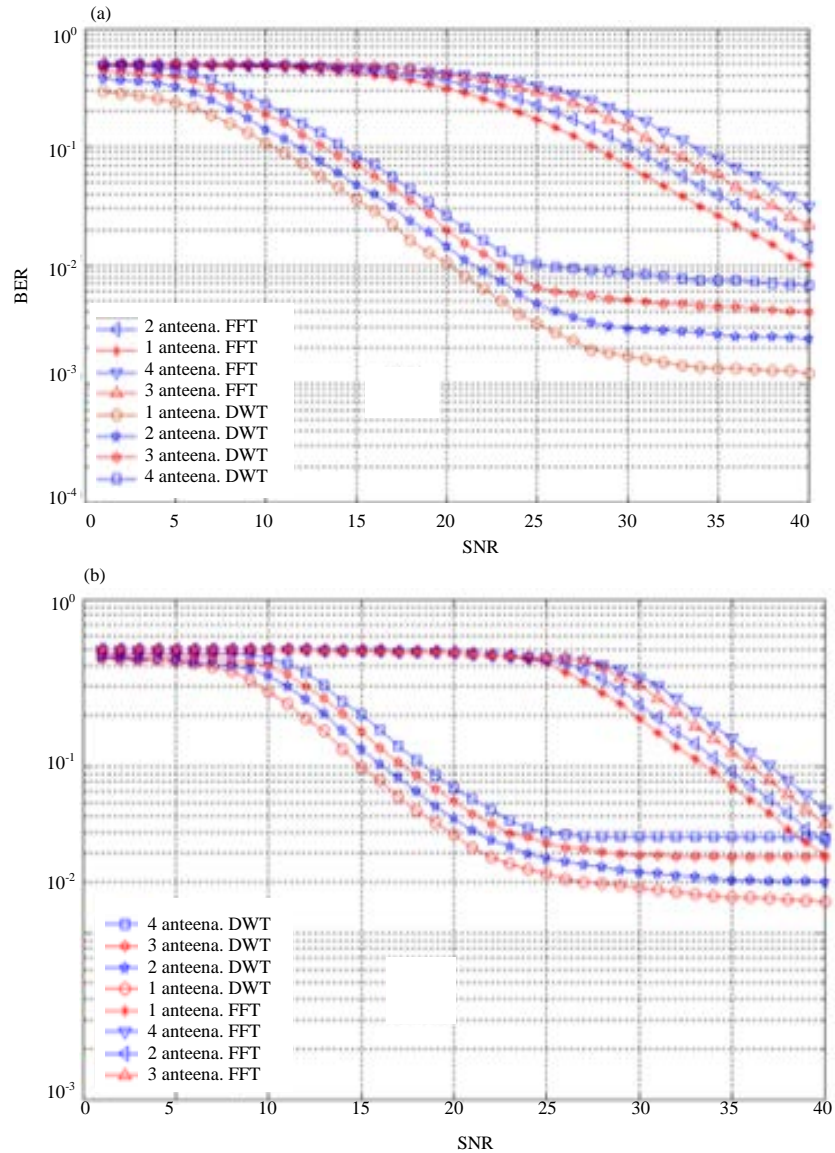 (a)
10^0
10^-1
10^-2
10^-3
10^-4
BER
2 anteena. FFT
1 anteena. FFT
4 anteena. FFT
3 anteena. FFT
1 anteena. DWT
2 anteena. DWT
3 anteena. DWT
4 anteena. DWT
0 5 10 15 20 25 30 35 40
SNR
(b)
10^0
10^-1
10^-2
10^-3
4 anteena. DWT
3 anteena. DWT
2 anteena. DWT
1 anteena. DWT
1 anteena. FFT
4 anteena. FFT
2 anteena. FFT
3 anteena. FFT
0 5 10 15 20 25 30 35 40
SNR